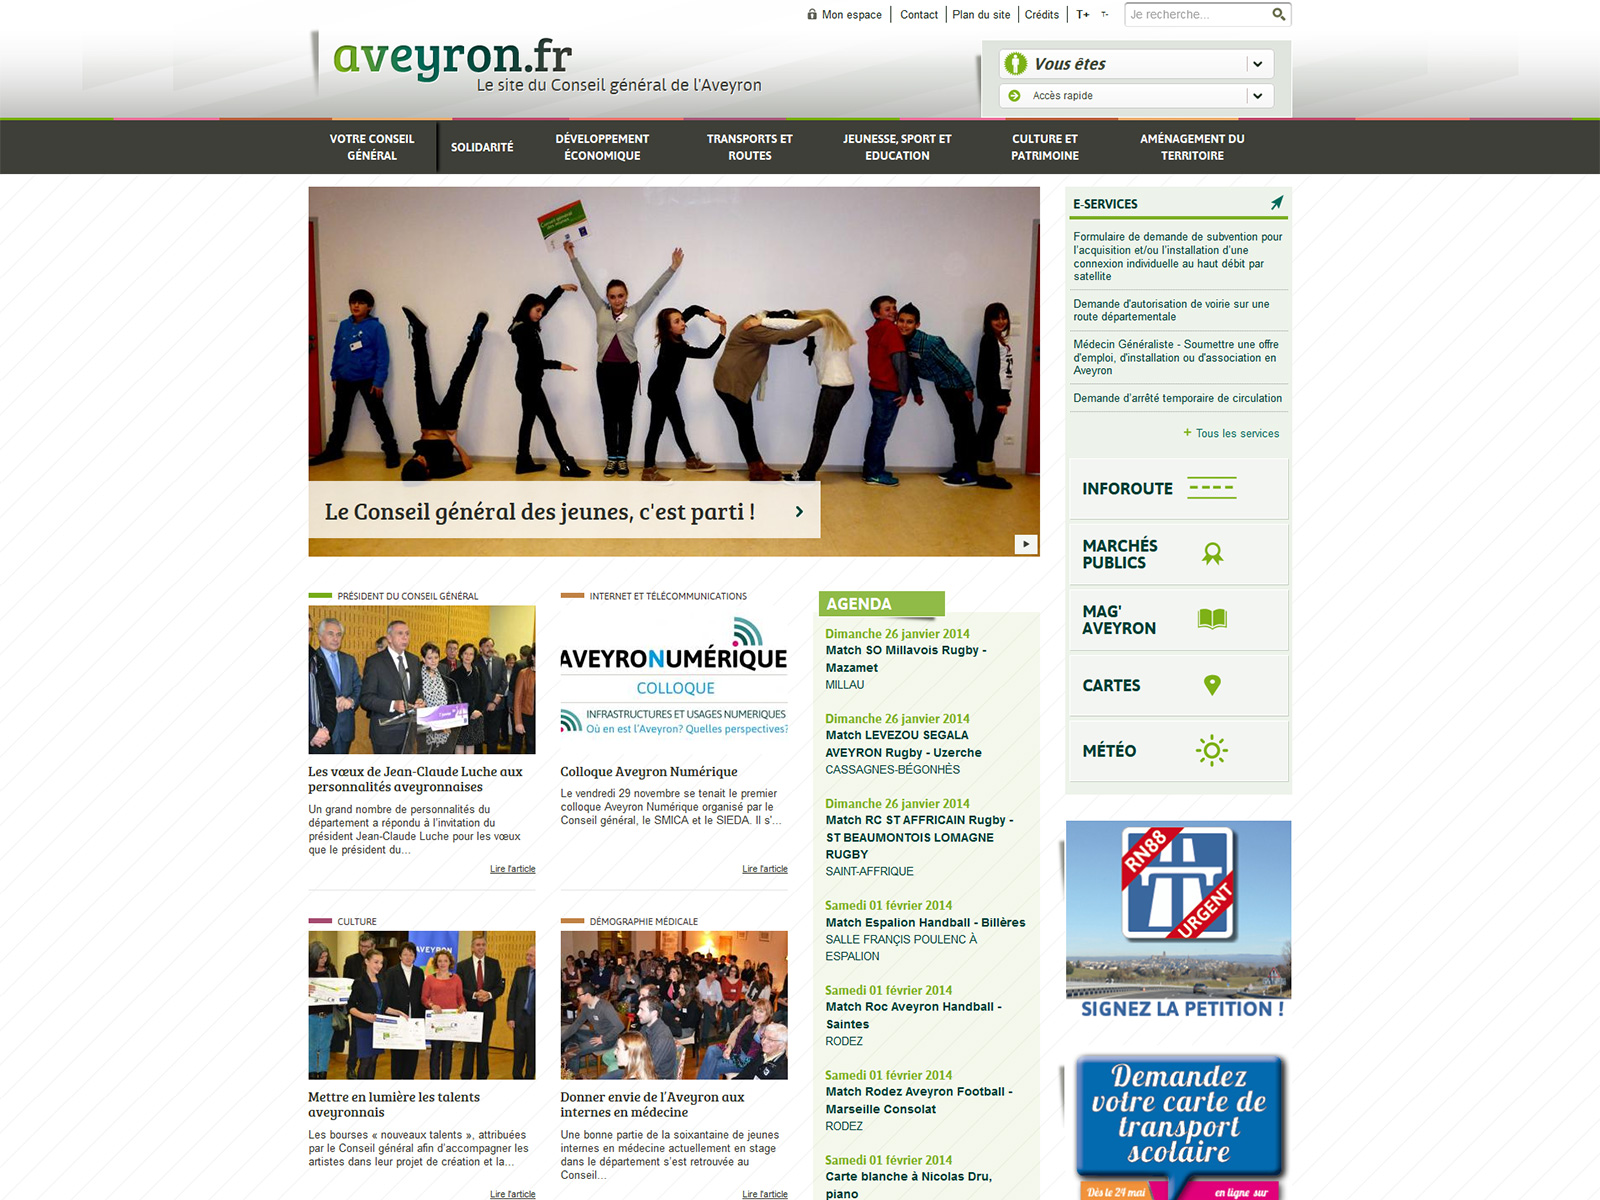 Mon espace
Contact
Plan du site
Crédits
T+
T-
Je recherche...
aveyron.fr
Le site du Conseil général de l'Aveyron
Vous êtes
Accès rapide
VOTRE CONSEIL
GÉNÉRAL
SOLIDARITÉ
DÉVELOPPEMENT
ÉCONOMIQUE
TRANSPORTS ET
ROUTES
JEUNESSE, SPORT ET
EDUCATION
CULTURE ET
PATRIMOINE
AMÉNAGEMENT DU
TERRITOIRE
Conseil général
des Jeunes
Le Conseil général des jeunes, c'est parti !
E-SERVICES
Formulaire de demande de subvention pour
l'acquisition et/ou l'installation d'une
connexion individuelle au haut débit par
satellite
Demande d'autorisation de voirie sur une
route départementale
Médecin Généraliste - Soumettre une offre
d'emploi, d'installation ou d'association en
Aveyron
Demande d'arrêté temporaire de circulation
+ Tous les services
INFOROUTE
MARCHÉS
PUBLICS
MAG'
AVEYRON
CARTES
MÉTÉO
PRÉSIDENT DU CONSEIL GÉNÉRAL
Les vœux de Jean-Claude Luche aux
personnalités aveyronnaises
Un grand nombre de personnalités du
département a répondu à l'invitation du
président Jean-Claude Luche pour les vœux
que le président du...
Lire l'article
INTERNET ET TÉLÉCOMMUNICATIONS
AVEYRONUMÉRIQUE
COLLOQUE
INFRASTRUCTURES ET USAGES NUMERIQUES
Où en est l'Aveyron? Quelles perspectives?
Colloque Aveyron Numérique
Le vendredi 29 novembre se tenait le premier
colloque Aveyron Numérique organisé par le
Conseil général, le SMICA et le SIEDA. Il s'...
Lire l'article
CULTURE
AVEYRON
Mettre en lumière les talents
aveyronnais
Les bourses « nouveaux talents », attribuées
par le Conseil général afin d'accompagner les
artistes dans leur projet de création et la...
Lire l'article
DÉMOGRAPHIE MÉDICALE
Donner envie de l'Aveyron aux
internes en médecine
Une bonne partie de la soixantaine de jeunes
internes en médecine actuellement en stage
dans le département s'est retrouvée au
Conseil...
Lire l'article
AGENDA
Dimanche 26 janvier 2014
Match SO Millavois Rugby -
Mazamet
MILLAU
Dimanche 26 janvier 2014
Match LEVEZOU SEGALA
AVEYRON Rugby - Uzerche
CASSAGNES-BÉGONHÈS
Dimanche 26 janvier 2014
Match RC ST AFFRICAIN Rugby -
ST BEAUMONTOIS LOMAGNE
RUGBY
SAINT-AFFRIQUE
Samedi 01 février 2014
Match Espalion Handball - Billères
SALLE FRANÇIS POULENC À
ESPALION
Samedi 01 février 2014
Match Roc Aveyron Handball -
Saintes
RODEZ
Samedi 01 février 2014
Match Rodez Aveyron Football -
Marseille Consolat
RODEZ
Samedi 01 février 2014
Carte blanche à Nicolas Dru,
piano
RN88
URGENT
SIGNEZ LA PETITION !
Demandez
votre carte de
transport
scolaire
Dès le 24 mai
en ligne sur